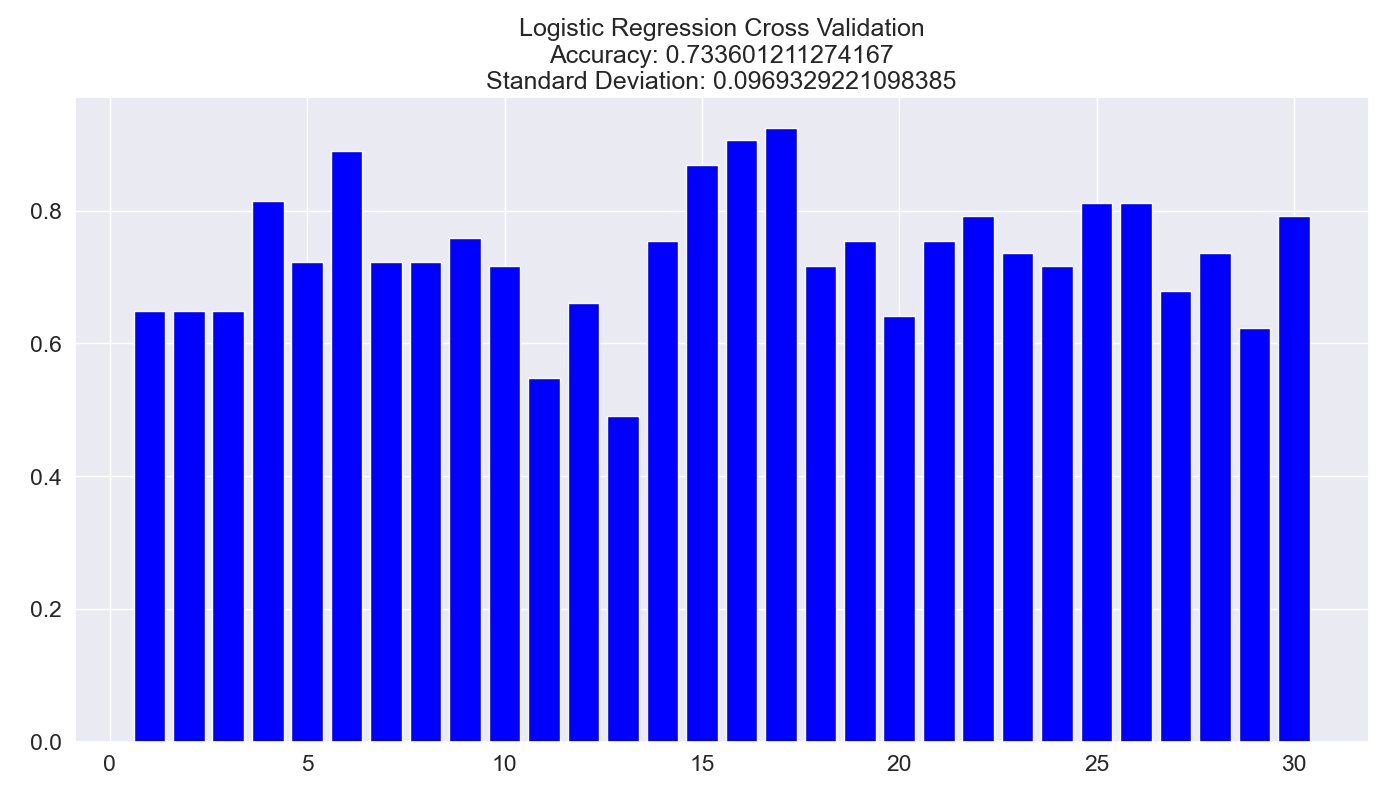 Logistic Regression Cross Validation
Accuracy: 0.733601211274167
Standard Deviation: 0.0969329221098385
0.8
0.6
0.4
0.2
0.0
0 5 10 15 20 25 30